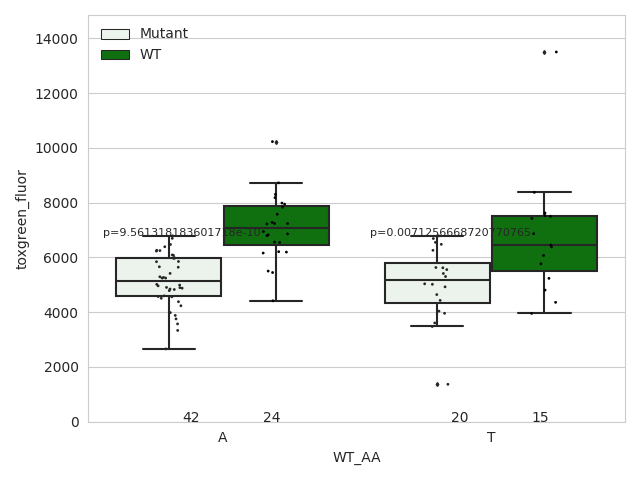 14000
12000
10000
8000
6000
4000
2000
0
toxgreen_fluor
Mutant
WT
p=9.561318183601718e-10
p=0.0071256668720770765
42
24
20
15
A
T
WT_AA